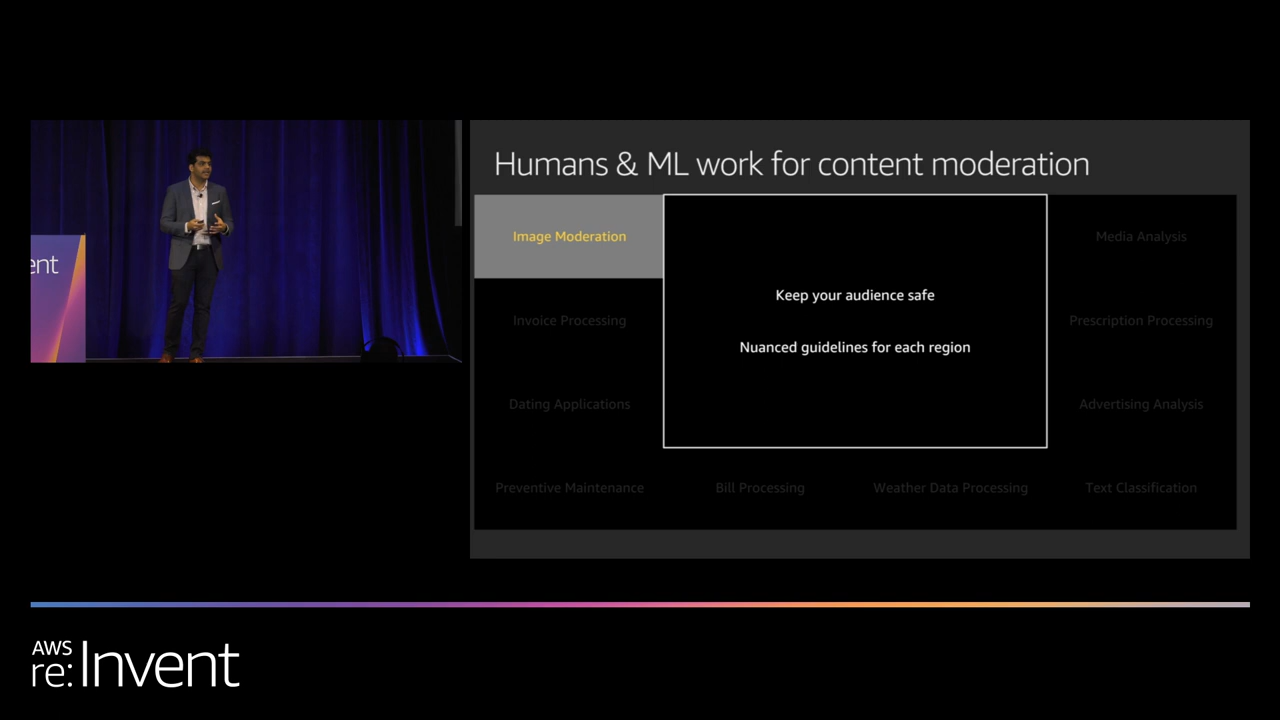 ent
Humans & ML work for content moderation
Image Moderation
Keep your audience safe
Nuanced guidelines for each region
Media Analysis
Invoice Processing
Prescription Processing
Dating Applications
Advertising Analysis
Preventive Maintenance
Bill Processing
Weather Data Processing
Text Classification
AWS
re:Invent